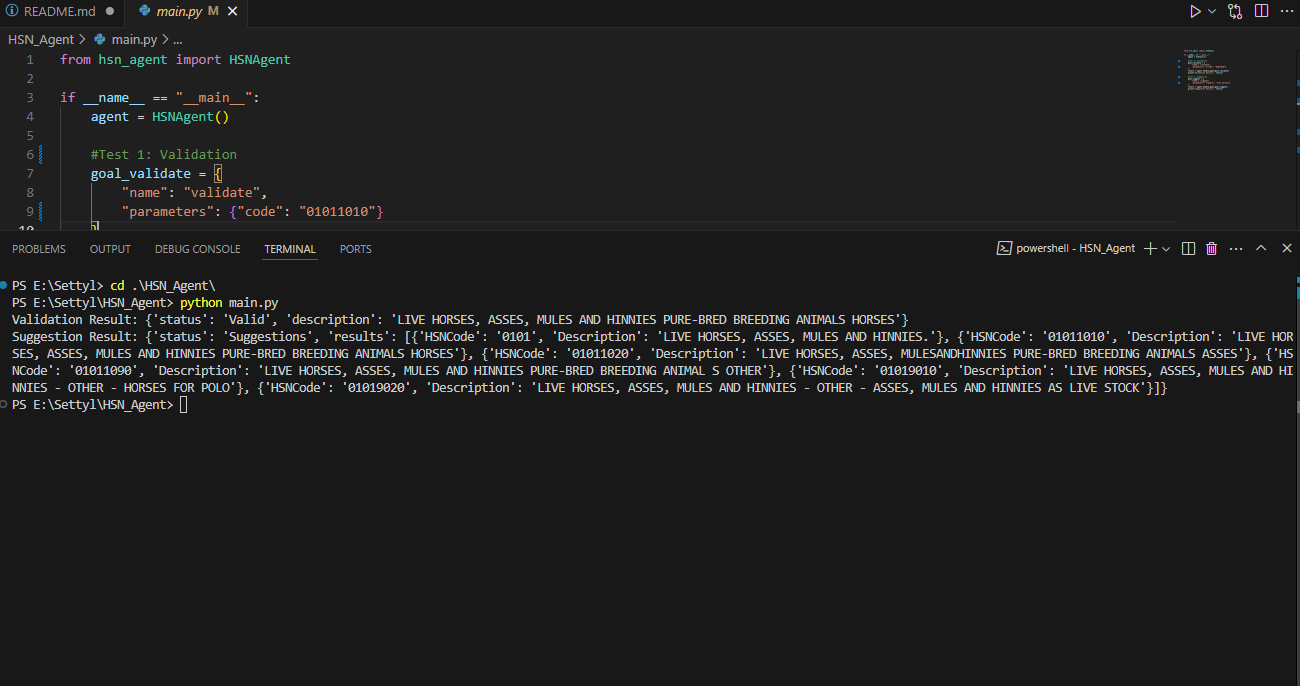 README.md
main.py M
HSN_Agent > main.py > ...
1 from hsn_agent import HSNAgent
2
3 if __name__ == "__main__":
4 agent = HSNAgent()
5
6 #Test 1: Validation
7 goal_validate = {
8 "name": "validate",
9 "parameters": {"code": "01011010"}
10 }
PROBLEMS OUTPUT DEBUG CONSOLE TERMINAL PORTS powershell - HSN_Agent
PS E:\Settyl> cd .\HSN_Agent\
PS E:\Settyl\HSN_Agent> python main.py
Validation Result: {'status': 'Valid', 'description': 'LIVE HORSES, ASSES, MULES AND HINNIES PURE-BRED BREEDING ANIMALS HORSES'}
Suggestion Result: {'status': 'Suggestions', 'results': [{'HSNCode': '0101', 'Description': 'LIVE HORSES, ASSES, MULES AND HINNIES.'}, {'HSNCode': '01011010', 'Description': 'LIVE HOR
SES, ASSES, MULES AND HINNIES PURE-BRED BREEDING ANIMALS HORSES'}, {'HSNCode': '01011020', 'Description': 'LIVE HORSES, ASSES, MULESANDHINNIES PURE-BRED BREEDING ANIMALS ASSES'}, {'HS
NCode': '01011090', 'Description': 'LIVE HORSES, ASSES, MULES AND HINNIES PURE-BRED BREEDING ANIMAL S OTHER'}, {'HSNCode': '01019010', 'Description': 'LIVE HORSES, ASSES, MULES AND HI
NNIES - OTHER - HORSES FOR POLO'}, {'HSNCode': '01019020', 'Description': 'LIVE HORSES, ASSES, MULES AND HINNIES - OTHER - ASSES, MULES AND HINNIES AS LIVE STOCK'}]}
PS E:\Settyl\HSN_Agent>